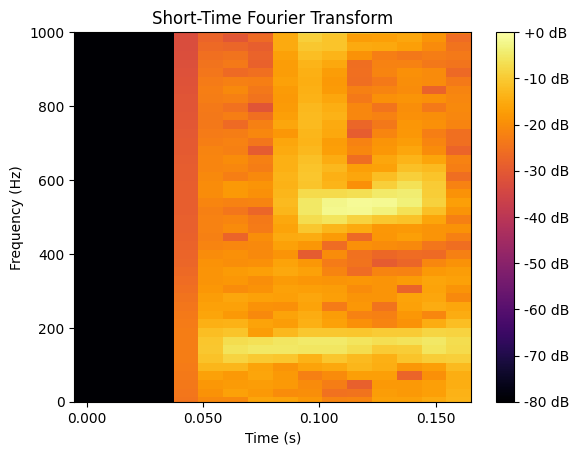 Short-Time Fourier Transform
1000
800
600
400
200
0
Frequency (Hz)
0.000
0.050
0.100
0.150
Time (s)
+0 dB
-10 dB
-20 dB
-30 dB
-40 dB
-50 dB
-60 dB
-70 dB
-80 dB